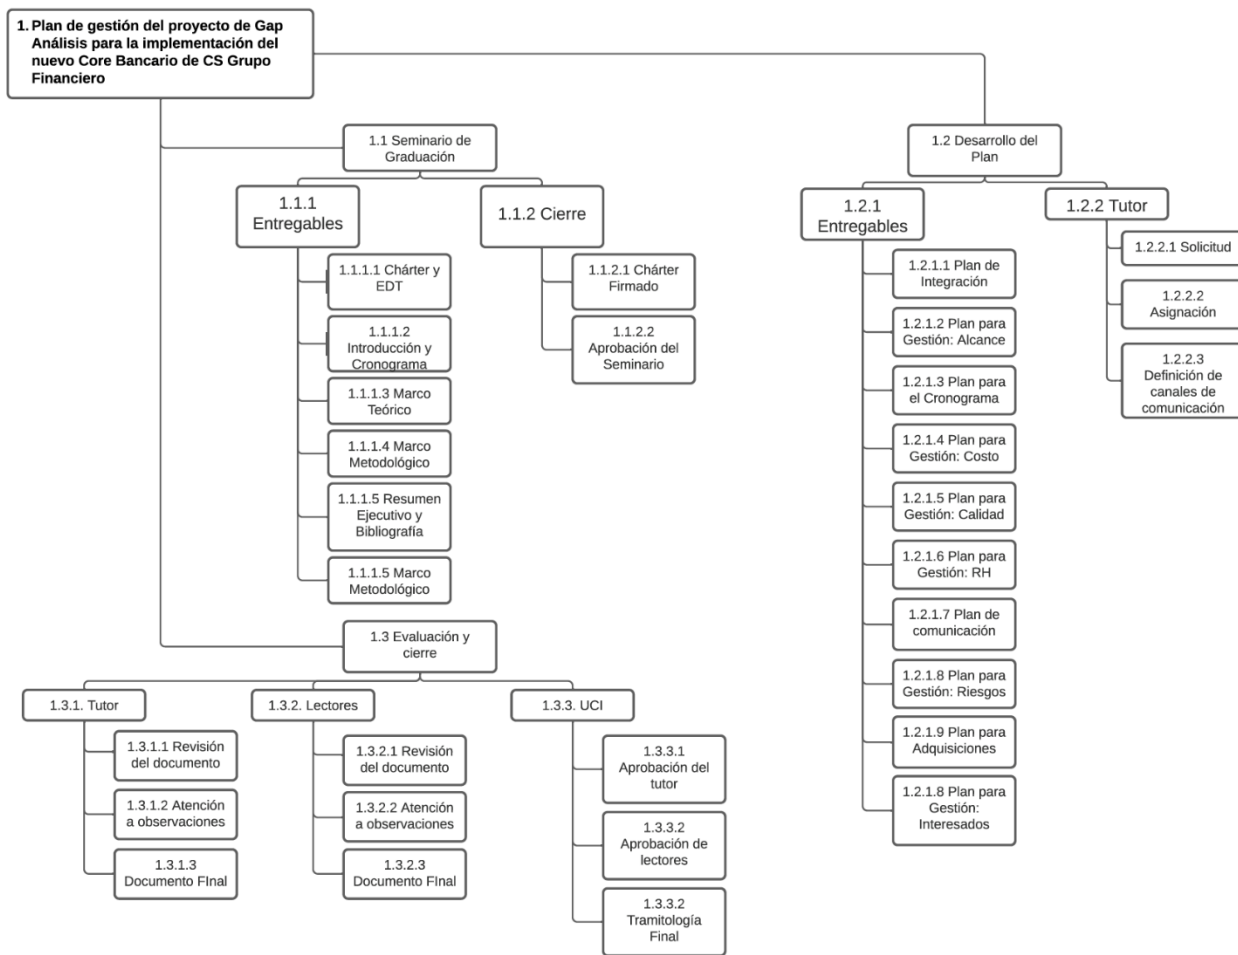 1. Plan de gestión del proyecto de Gap
Análisis para la implementación del
nuevo Core Bancario de CS Grupo
Financiero
1.1 Seminario de
Graduación
1.1.1
Entregables
1.1.1.1 Chárter y
EDT
1.1.1.2
Introducción y
Cronograma
1.1.1.3 Marco
Teórico
1.1.1.4 Marco
Metodológico
1.1.1.5 Resumen
Ejecutivo y
Bibliografía
1.1.1.5 Marco
Metodológico
1.1.2 Cierre
1.1.2.1 Chárter
Firmado
1.1.2.2
Aprobación del
Seminario
1.2 Desarrollo del
Plan
1.2.1
Entregables
1.2.1.1 Plan de
Integración
1.2.1.2 Plan para
Gestión: Alcance
1.2.1.3 Plan para
el Cronograma
1.2.1.4 Plan para
Gestión: Costo
1.2.1.5 Plan para
Gestión: Calidad
1.2.1.6 Plan para
Gestión: RH
1.2.1.7 Plan de
comunicación
1.2.1.8 Plan para
Gestión: Riesgos
1.2.1.9 Plan para
Adquisiciones
1.2.1.8 Plan para
Gestión:
Interesados
1.2.2 Tutor
1.2.2.1 Solicitud
1.2.2.2
Asignación
1.2.2.3
Definición de
canales de
comunicación
1.3 Evaluación y
cierre
1.3.1. Tutor
1.3.1.1 Revisión
del documento
1.3.1.2 Atención
a observaciones
1.3.1.3
Documento FInal
1.3.2. Lectores
1.3.2.1 Revisión
del documento
1.3.2.2 Atención
a observaciones
1.3.2.3
Documento FInal
1.3.3. UCI
1.3.3.1
Aprobación del
tutor
1.3.3.2
Aprobación de
lectores
1.3.3.2
Tramitología
Final